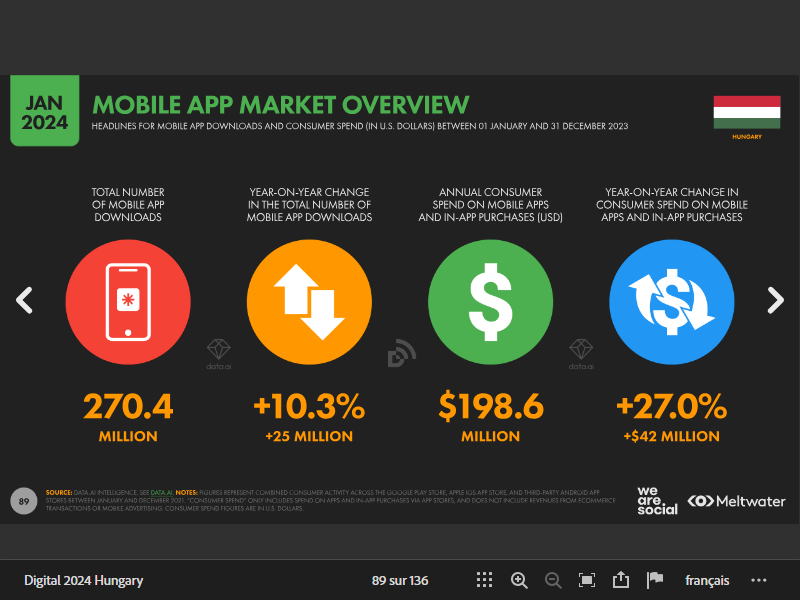 JAN
2024
MOBILE APP MARKET OVERVIEW
HEADLINES FOR MOBILE APP DOWNLOADS AND CONSUMER SPEND (IN U.S. DOLLARS) BETWEEN 01 JANUARY AND 31 DECEMBER 2023
HUNGARY
TOTAL NUMBER
OF MOBILE APP
DOWNLOADS
YEAR-ON-YEAR CHANGE
IN THE TOTAL NUMBER OF
MOBILE APP DOWNLOADS
ANNUAL CONSUMER
SPEND ON MOBILE APPS
AND IN-APP PURCHASES (USD)
YEAR-ON-YEAR CHANGE IN
CONSUMER SPEND ON MOBILE
APPS AND IN-APP PURCHASES
$
$
data.ai
data.ai
270.4
MILLION
+10.3%
+25 MILLION
$198.6
MILLION
+27.0%
+$42 MILLION
89
SOURCE: DATA.AI INTELLIGENCE. SEE DATA.AI. NOTES: FIGURES REPRESENT COMBINED CONSUMER ACTIVITY ACROSS THE GOOGLE PLAY STORE, APPLE IOS APP STORE, AND THIRD-PARTY ANDROID APP
STORES BETWEEN JANUARY AND DECEMBER 2021. "CONSUMER SPEND" ONLY INCLUDES SPEND ON APPS AND IN-APP PURCHASES VIA APP STORES, AND DOES NOT INCLUDE REVENUES FROM ECOMMERCE
TRANSACTIONS OR MOBILE ADVERTISING. CONSUMER SPEND FIGURES ARE IN U.S. DOLLARS.
we
are.
social
Meltwater
Digital 2024 Hungary
89 sur 136
français